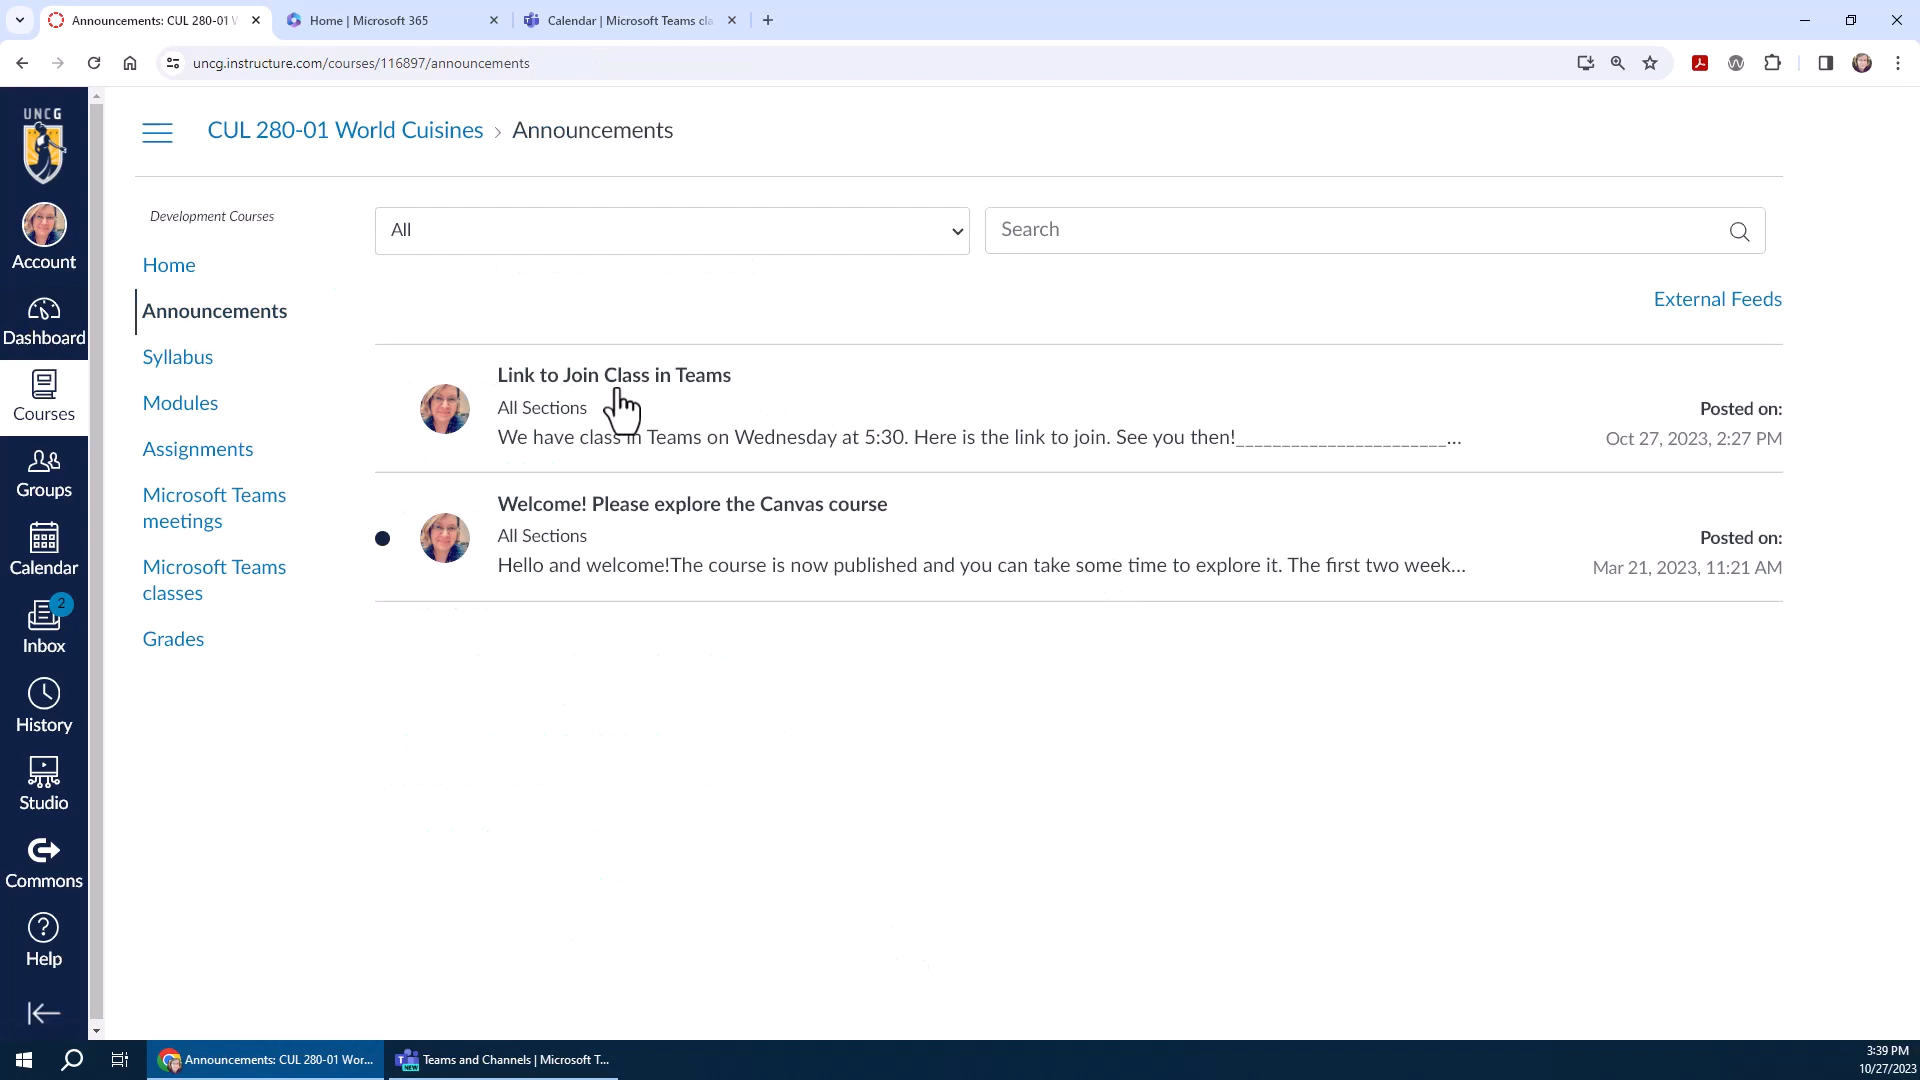 Announcements: CUL 280-01 W
Home | Microsoft 365
Calendar | Microsoft Teams cla
uncg.instructure.com/courses/116897/announcements
UNCG
Account
Dashboard
Courses
Groups
Calendar
2
Inbox
History
Studio
Commons
Help
CUL 280-01 World Cuisines › Announcements
Development Courses
Home
Announcements
Syllabus
Modules
Assignments
Microsoft Teams
meetings
Microsoft Teams
classes
Grades
All
Search
External Feeds
Link to Join Class in Teams
All Sections
We have class in Teams on Wednesday at 5:30. Here is the link to join. See you then!______________________...
Posted on:
Oct 27, 2023, 2:27 PM
Welcome! Please explore the Canvas course
All Sections
Hello and welcome!The course is now published and you can take some time to explore it. The first two week...
Posted on:
Mar 21, 2023, 11:21 AM
Announcements: CUL 280-01 Wor...
NEW
Teams and Channels | Microsoft T...
3:39 PM
10/27/2023